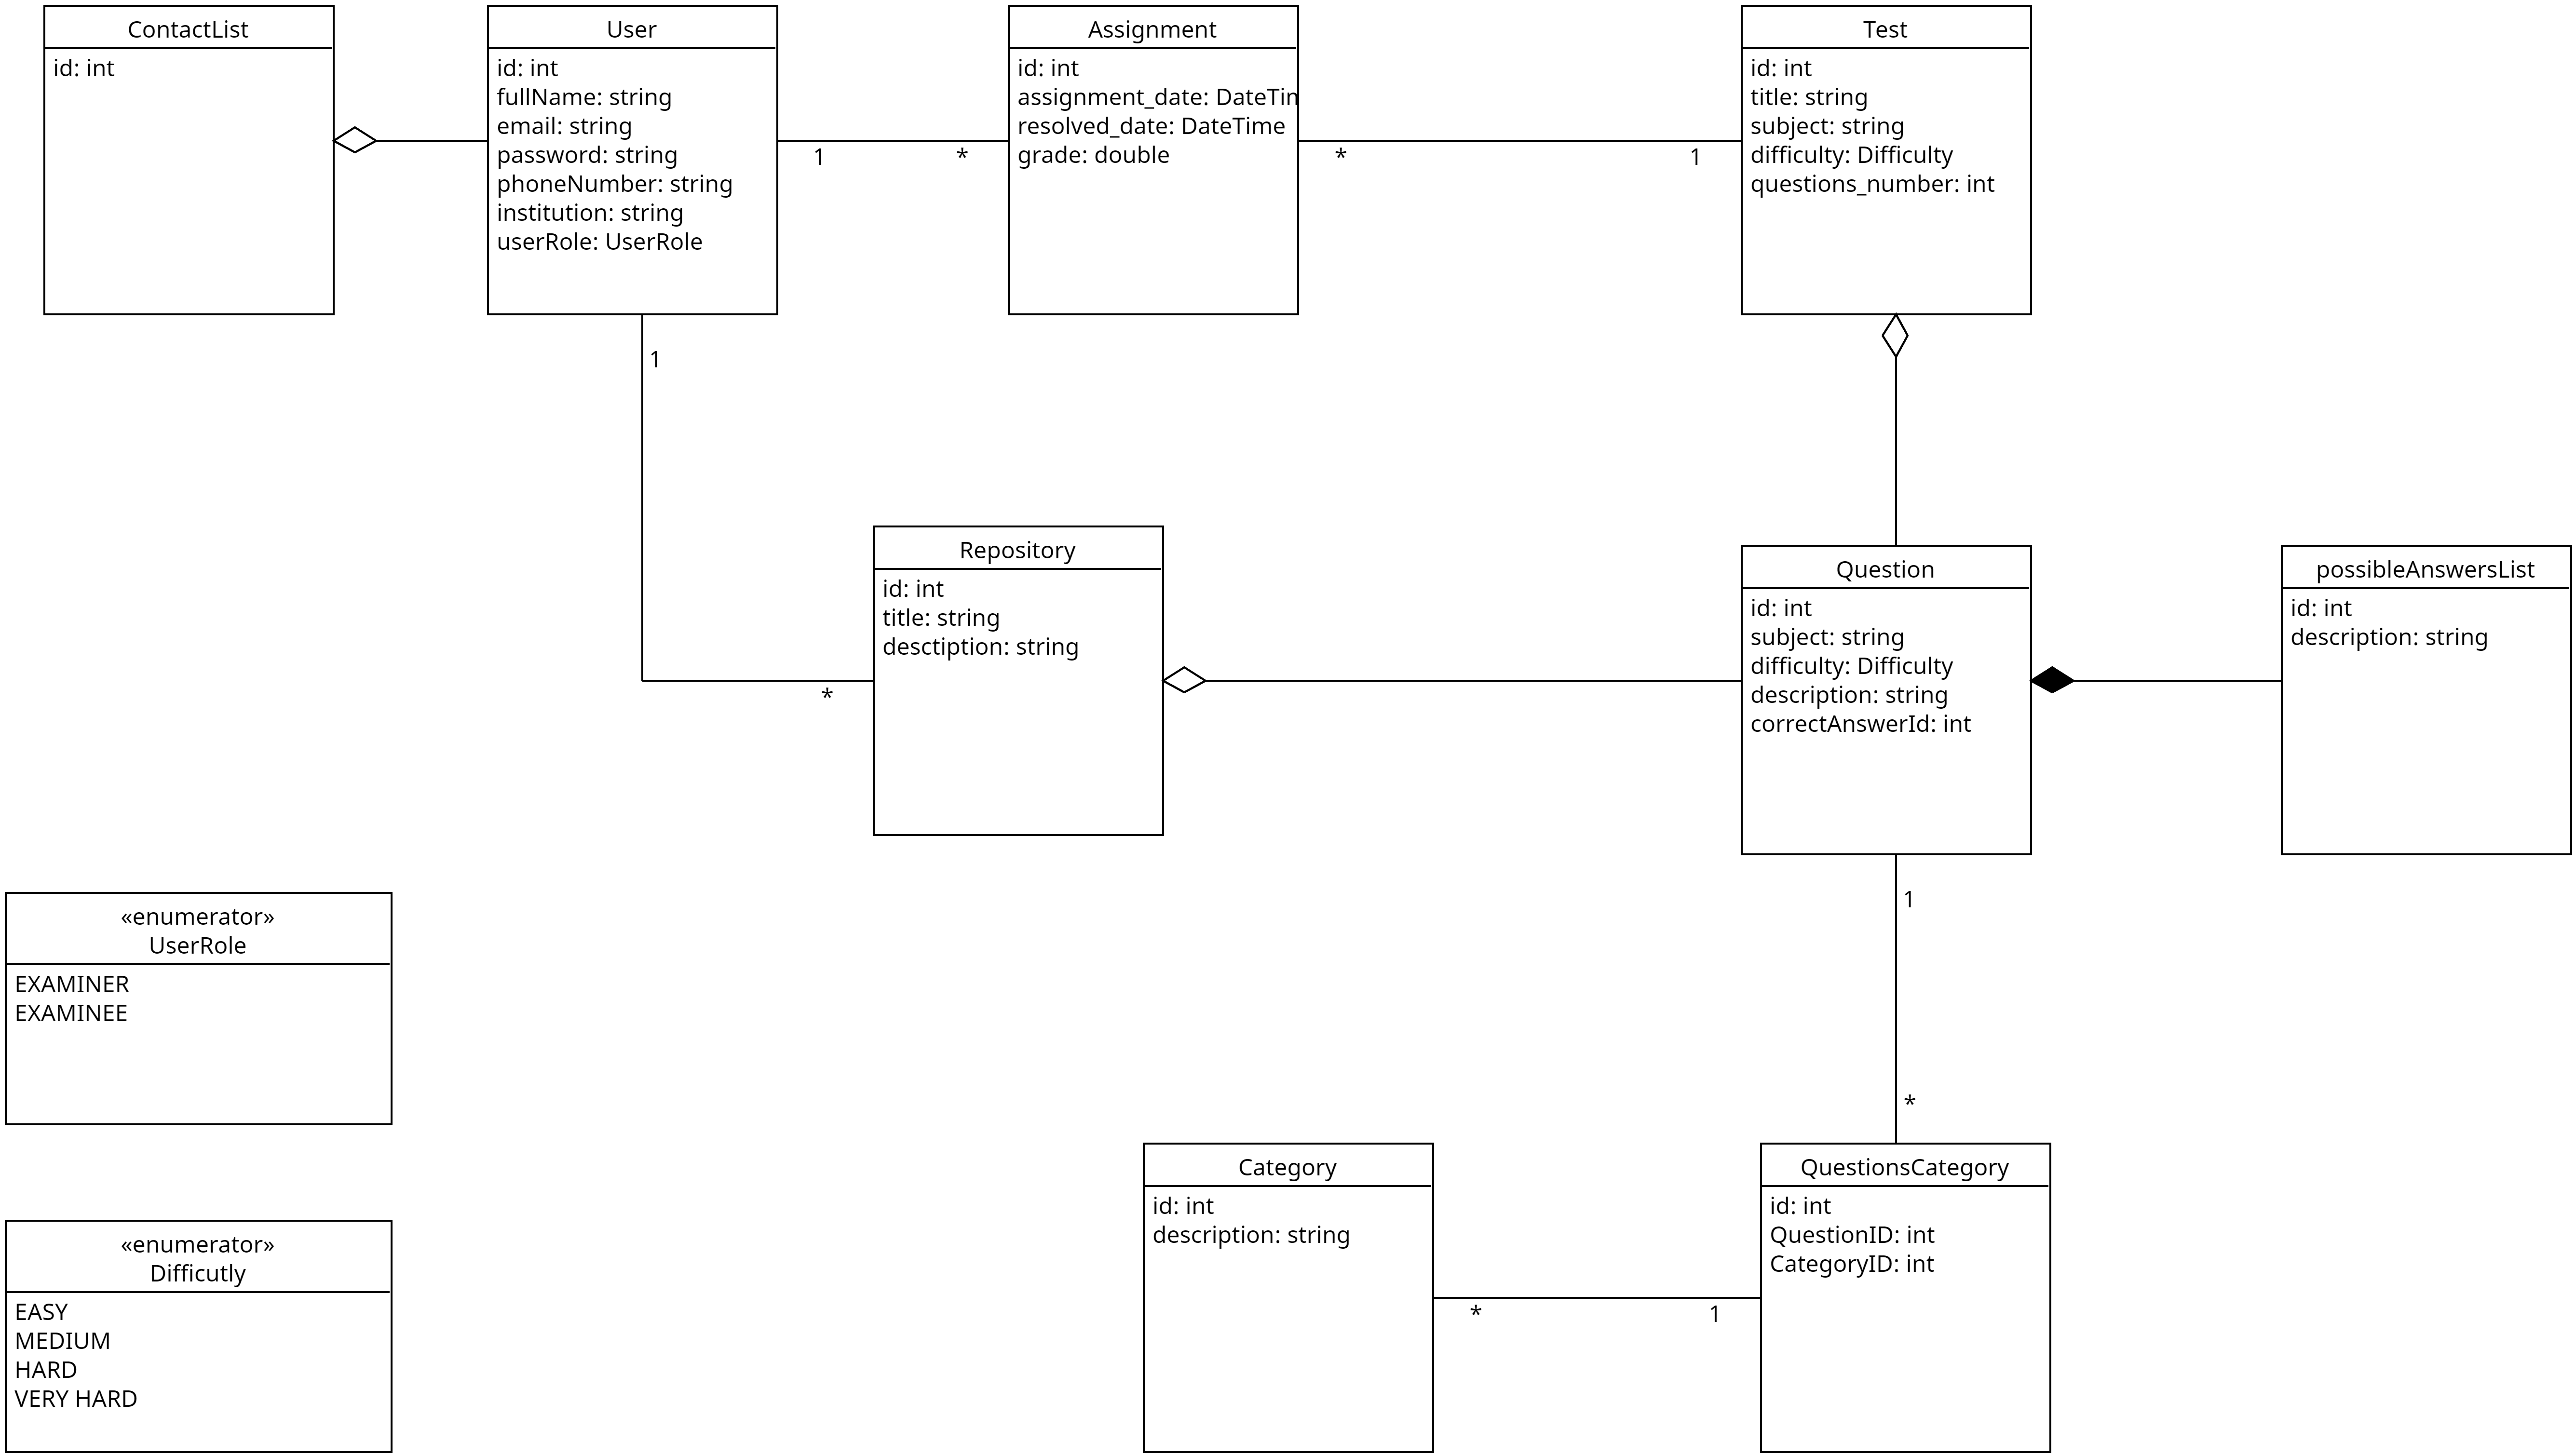 ContactList
id: int
User
id: int
fullName: string
email: string
password: string
phoneNumber: string
institution: string
userRole: UserRole
Assignment
id: int
assignment_date: DateTin
resolved_date: DateTime
grade: double
Test
id: int
title: string
subject: string
difficulty: Difficulty
questions_number: int
1
*
*
1
1
*
Repository
id: int
title: string
desctiption: string
Question
id: int
subject: string
difficulty: Difficulty
description: string
correctAnswerId: int
possibleAnswersList
id: int
description: string
1
*
«enumerator»
UserRole
EXAMINER
EXAMINEE
«enumerator»
Difficutly
EASY
MEDIUM
HARD
VERY HARD
Category
id: int
description: string
*
1
QuestionsCategory
id: int
QuestionID: int
CategoryID: int